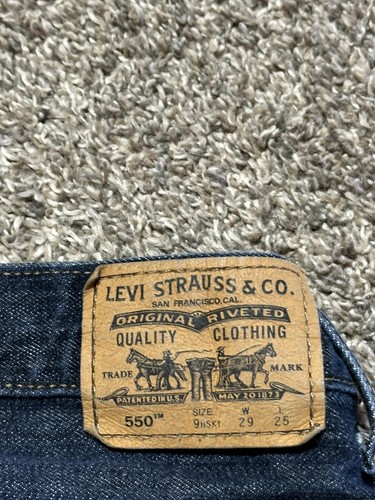 LEVI STRAUSS & CO.
SAN FRANCISCO, CAL.
ORIGINAL RIVETED
QUALITY CLOTHING
TRADE MARK
PATENTED IN U.S. MAY 20 1873
SIZE W L
550™ 9HSKY 29 25